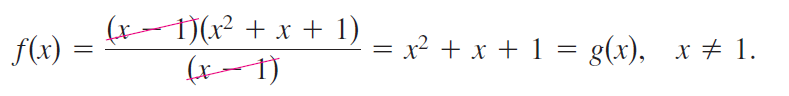 f(x) = (x − 1)(x² + x + 1) / (x − 1) = x² + x + 1 = g(x), x ≠ 1.